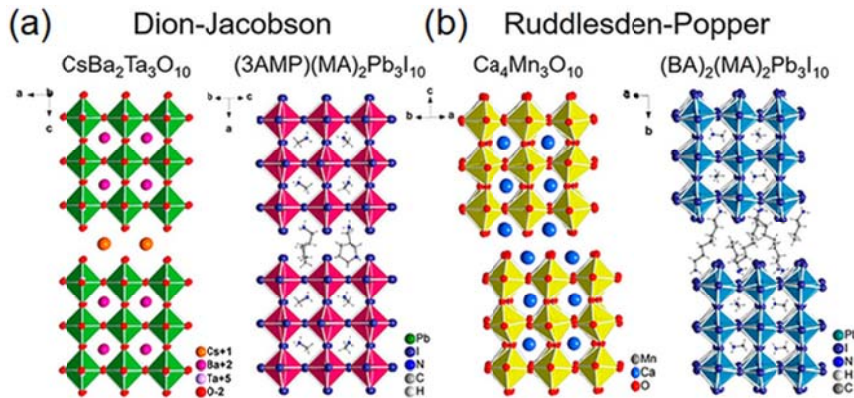 (a) Dion-Jacobson
(b) Ruddlesden-Popper
CsBa₂Ta₃O₁₀
(3AMP)(MA)₂Pb₃I₁₀
Ca₄Mn₃O₁₀
(BA)₂(MA)₂Pb₃I₁₀
a b
c
b c
a
c
b a
b
Cs+1
Ba+2
Ta+5
O-2
Pb
I
N
C
H
Mn
Ca
O
I
N
H
C